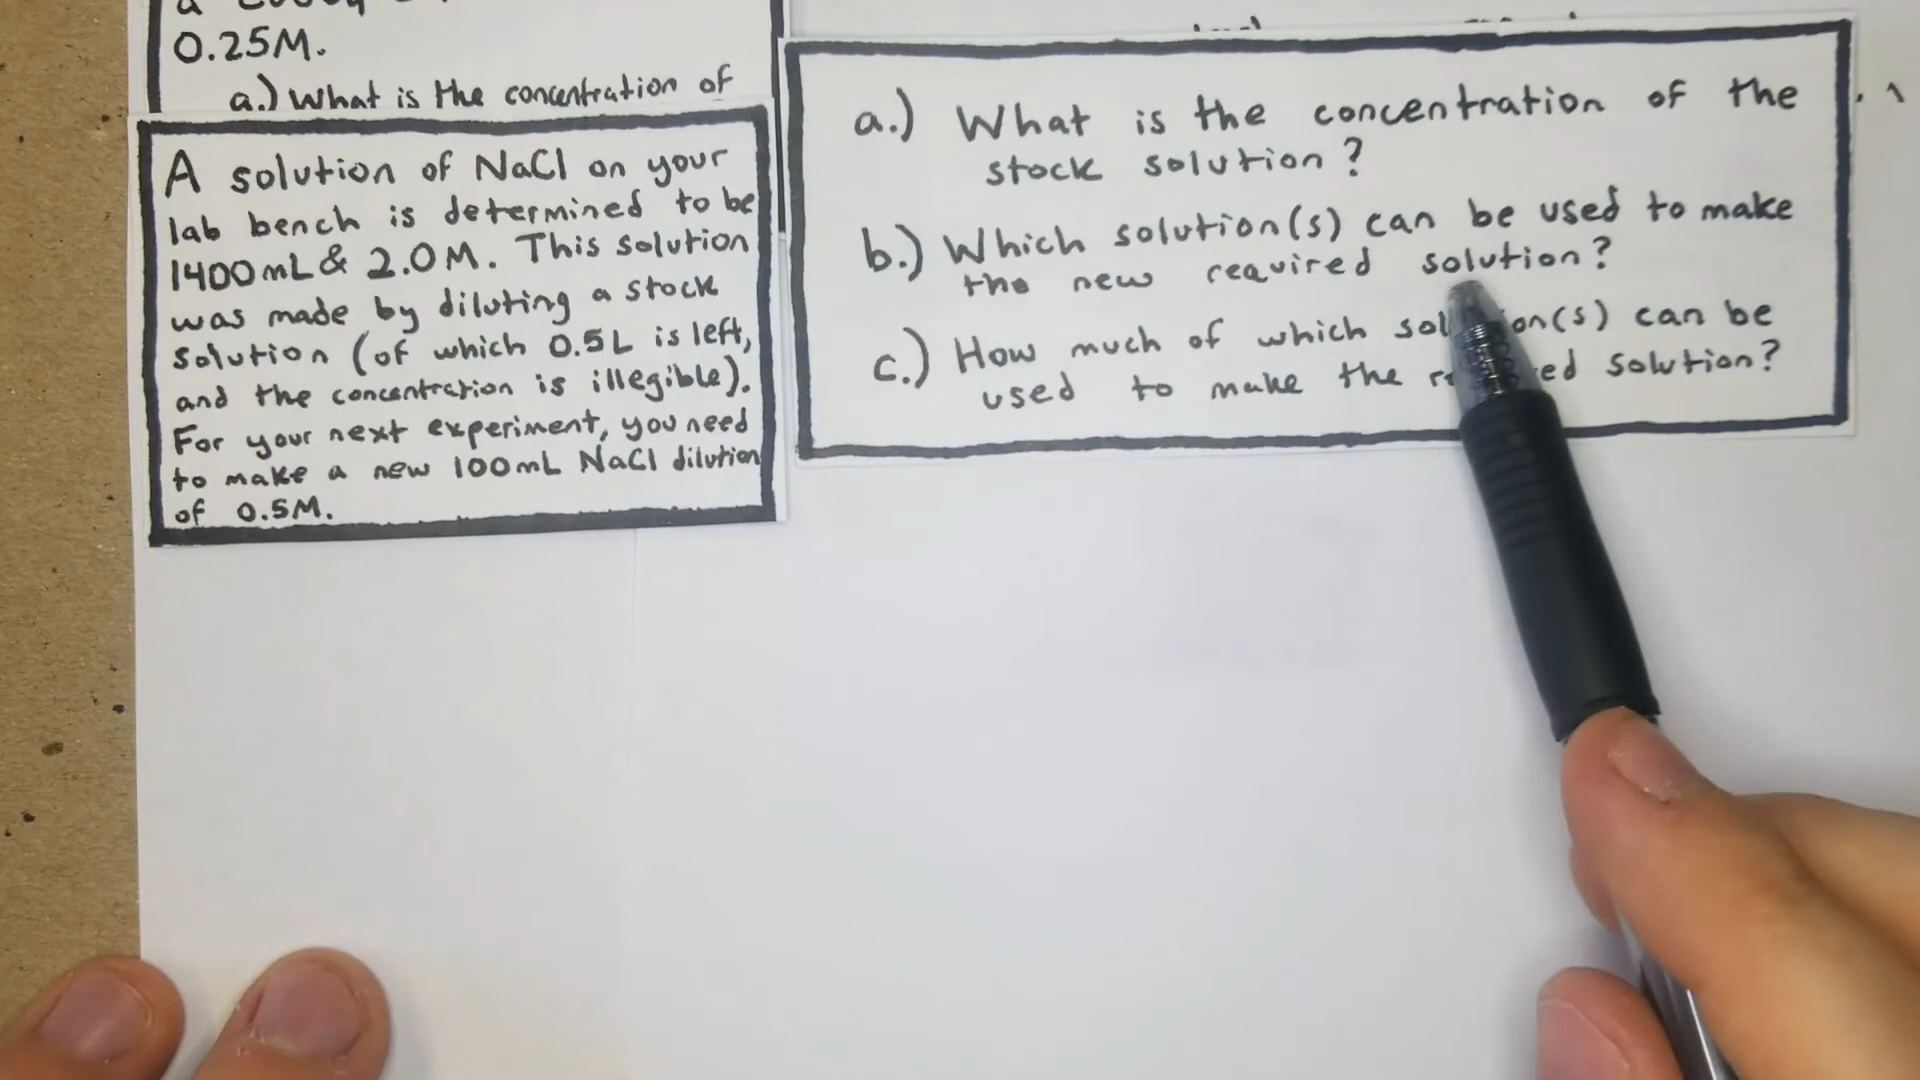 0.25M.
a.) What is the concentration of
A solution of NaCl on your
lab bench is determined to be
1400mL & 2.0M. This solution
was made by diluting a stock
solution (of which 0.5L is left,
and the concentration is illegible).
For your next experiment, you need
to make a new 100mL NaCl dilution
of 0.5M.
a.) What is the concentration of the
stock solution?
b.) Which solution(s) can be used to make
the new required solution?
c.) How much of which can be
used to make the solution?